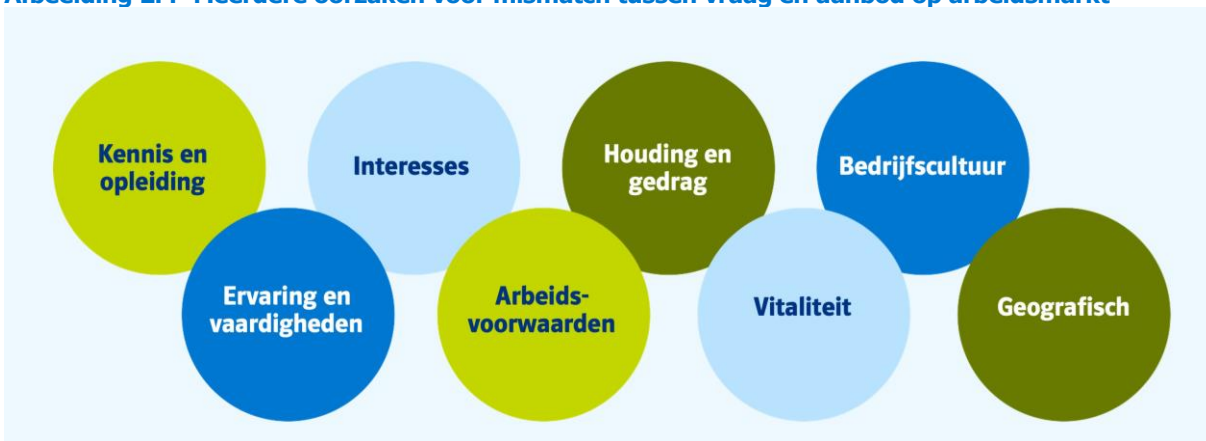 Afbeelding Meerdere oorzaken voor mismatch tussen vraag en aanbod op arbeidsmarkt
Kennis en
opleiding
Interesses
Houding en
gedrag
Bedrijfscultuur
Ervaring en
vaardigheden
Arbeids-
voorwaarden
Vitaliteit
Geografisch